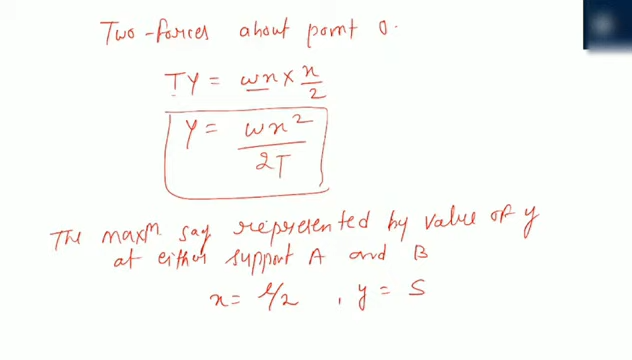 Two-forces about point O.
TY = wx × x/2
Y = wx²/2T
The maxm. sag represented by value of y
at either support A and B
x = l/2 , y = S